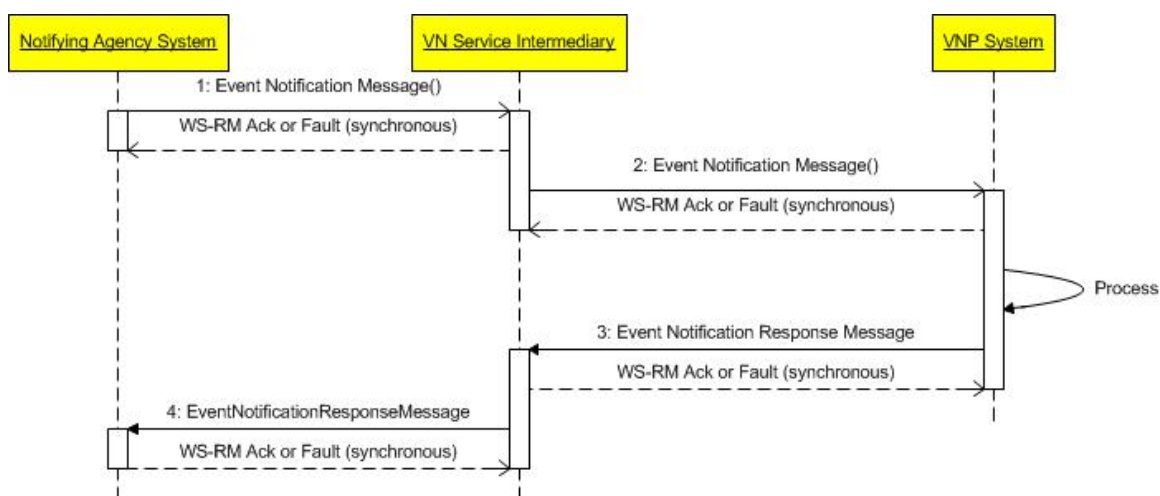 Notifying Agency System
VN Service Intermediary
VNP System
1: Event Notification Message()
WS-RM Ack or Fault (synchronous)
2: Event Notification Message()
WS-RM Ack or Fault (synchronous)
Process
3: Event Notification Response Message
WS-RM Ack or Fault (synchronous)
4: EventNotificationResponseMessage
WS-RM Ack or Fault (synchronous)